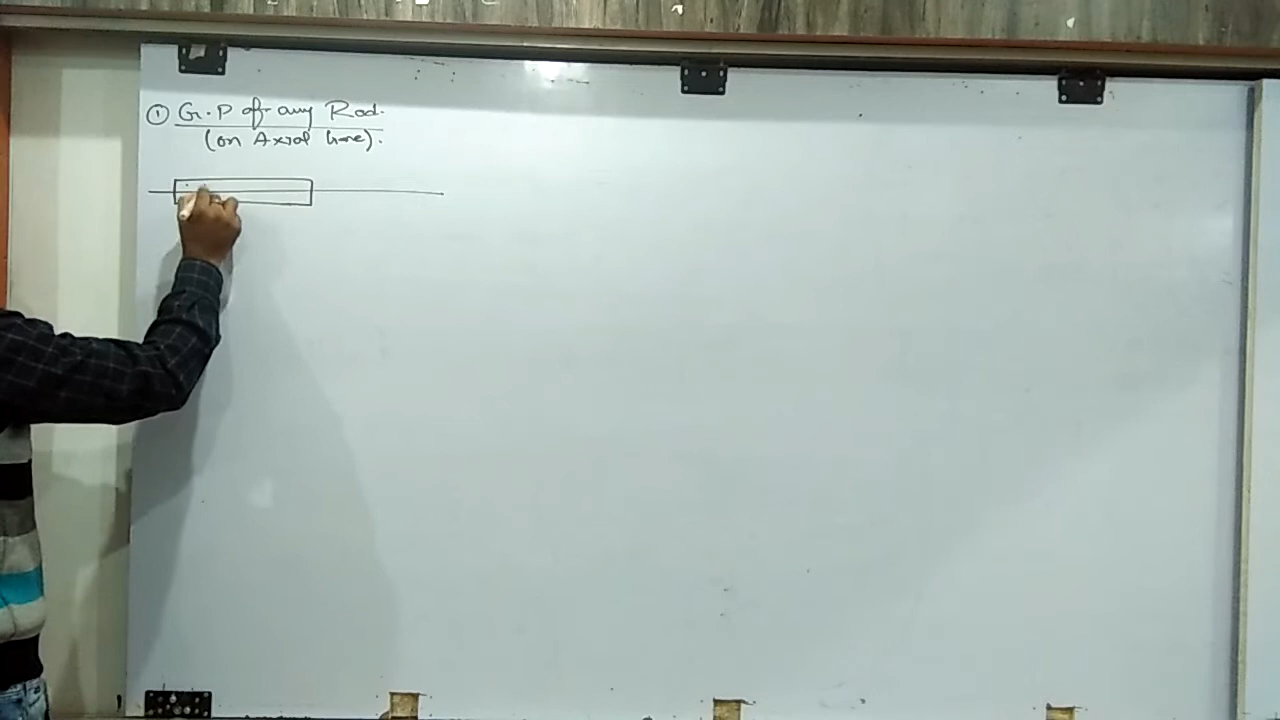 ① G.P of any Rod.
(on Axial line).